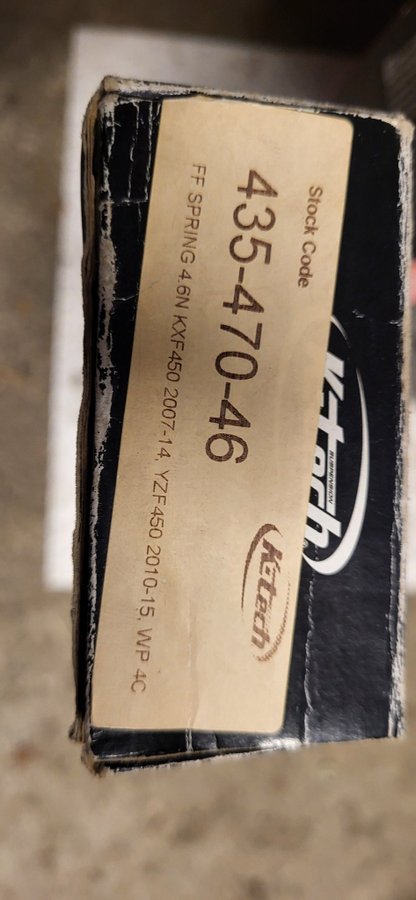 Stock Code
435-470-46
FF SPRING 4.6N KXF450 2007-14, YZF450 2010-15, WP 4C
K-tech
K-tech
SUSPENSION